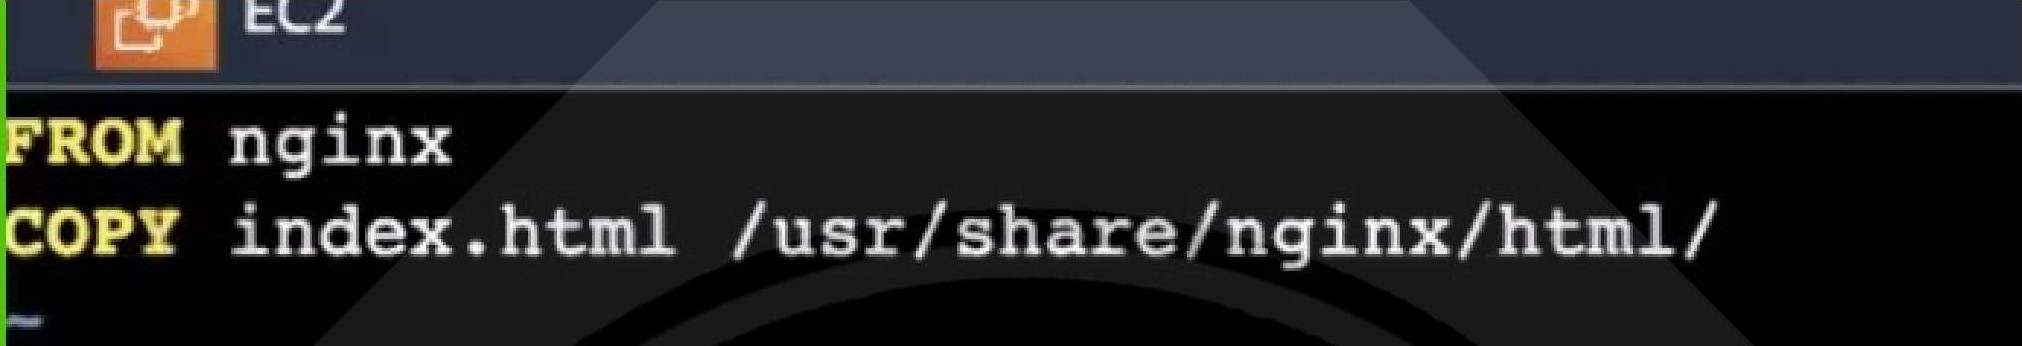 EC2
FROM nginx
COPY index.html /usr/share/nginx/html/